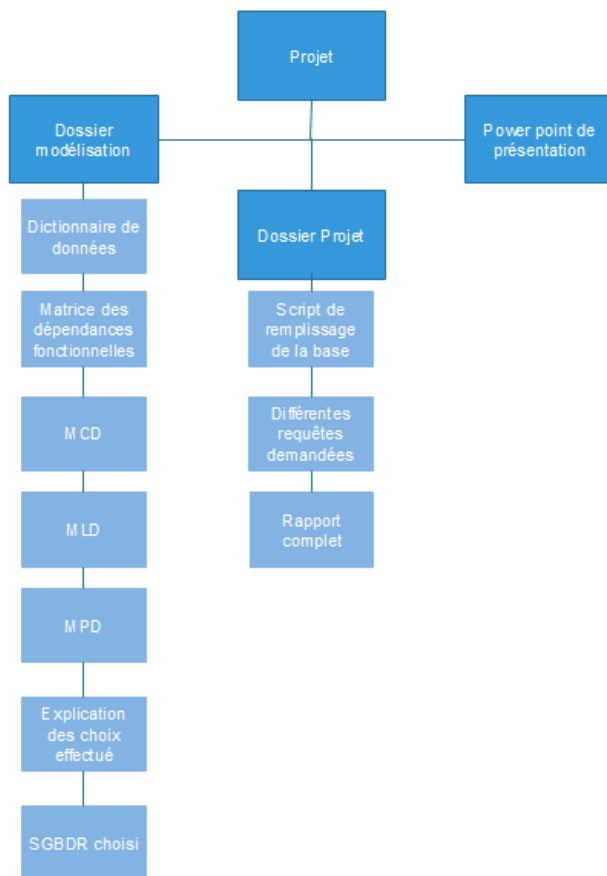 Projet
Dossier
modélisation
Power point de
présentation
Dictionnaire de
données
Matrice des
dépendances
fonctionnelles
MCD
MLD
MPD
Explication
des choix
effectué
SGBDR choisi
Dossier Projet
Script de
remplissage
de la base
Différentes
requêtes
demandées
Rapport
complet